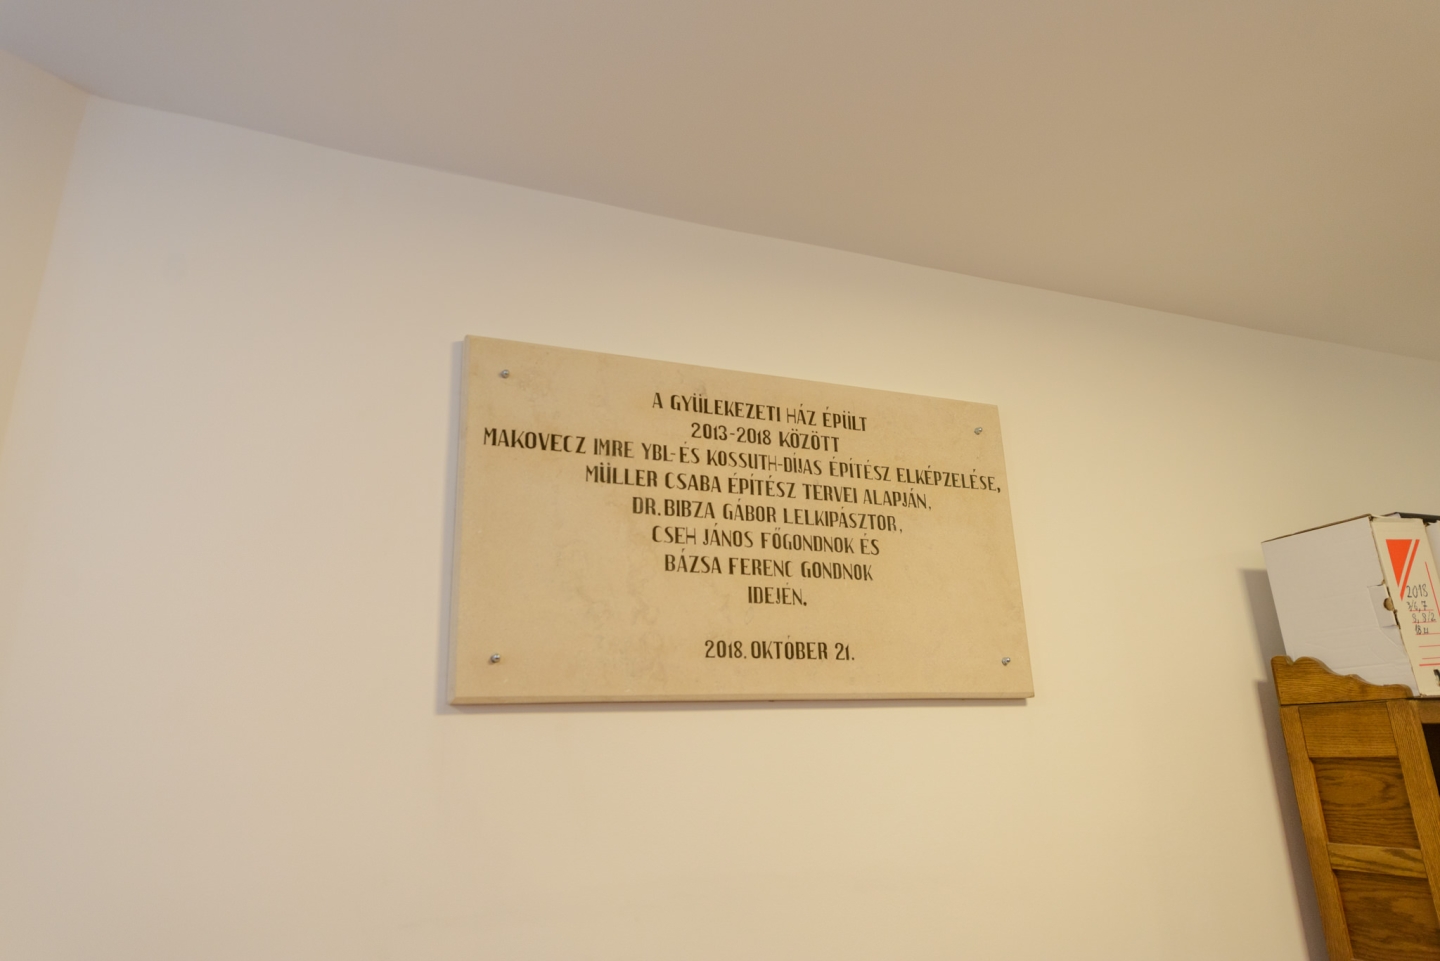 A GYÜLEKEZETI HÁZ ÉPÜLT
2013-2018 KÖZÖTT
MAKOVECZ IMRE YBL-ÉS KOSSUTH-DÍJAS ÉPÍTÉSZ ELKÉPZELÉSE,
MÜLLER CSABA ÉPÍTÉSZ TERVEI ALAPJÁN,
DR. BIBZA GÁBOR LELKIPÁSZTOR,
CSEH JÁNOS FŐGONDNOK ÉS
BÁZSA FERENC GONDNOK
IDEJÉN.
2018. OKTÓBER 21.
2018